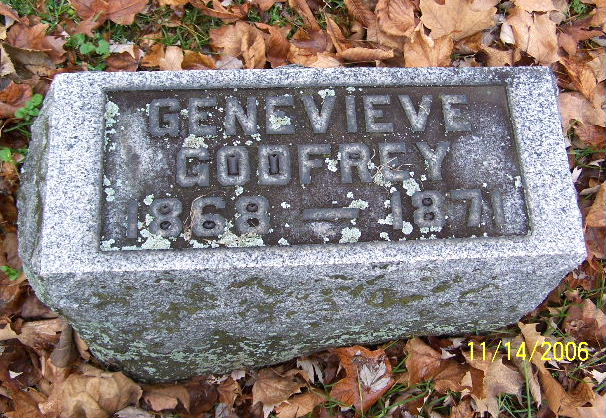 GENEVIEVE
GODFREY
1868 — 1871
11/14/2006